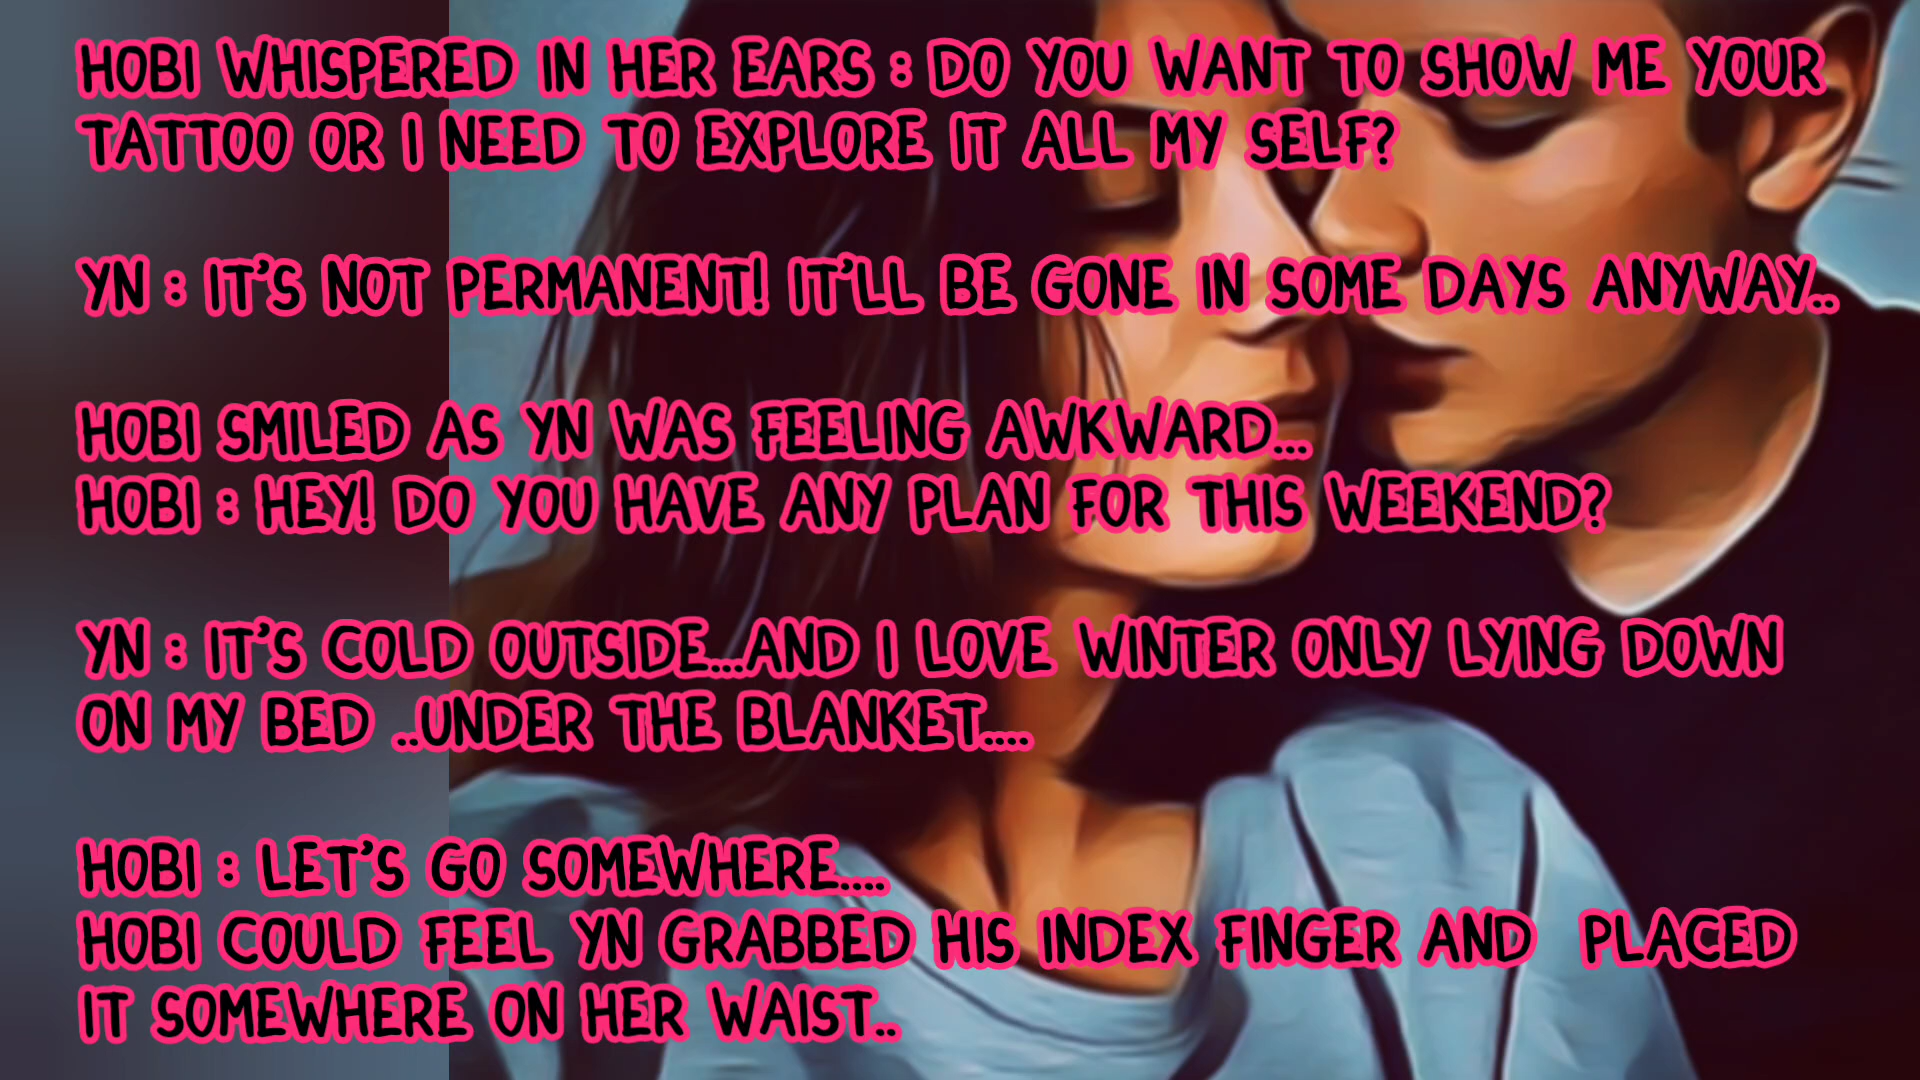 HOBI WHISPERED IN HER EARS : DO YOU WANT TO SHOW ME YOUR
TATTOO OR I NEED TO EXPLORE IT ALL MY SELF?
YN : IT'S NOT PERMANENT! IT'LL BE GONE IN SOME DAYS ANYWAY..
HOBI SMILED AS YN WAS FEELING AWKWARD...
HOBI : HEY! DO YOU HAVE ANY PLAN FOR THIS WEEKEND?
YN : IT'S COLD OUTSIDE....AND I LOVE WINTER ONLY LYING DOWN
ON MY BED ..UNDER THE BLANKET....
HOBI : LET'S GO SOMEWHERE....
HOBI COULD FEEL YN GRABBED HIS INDEX FINGER AND PLACED
IT SOMEWHERE ON HER WAIST..